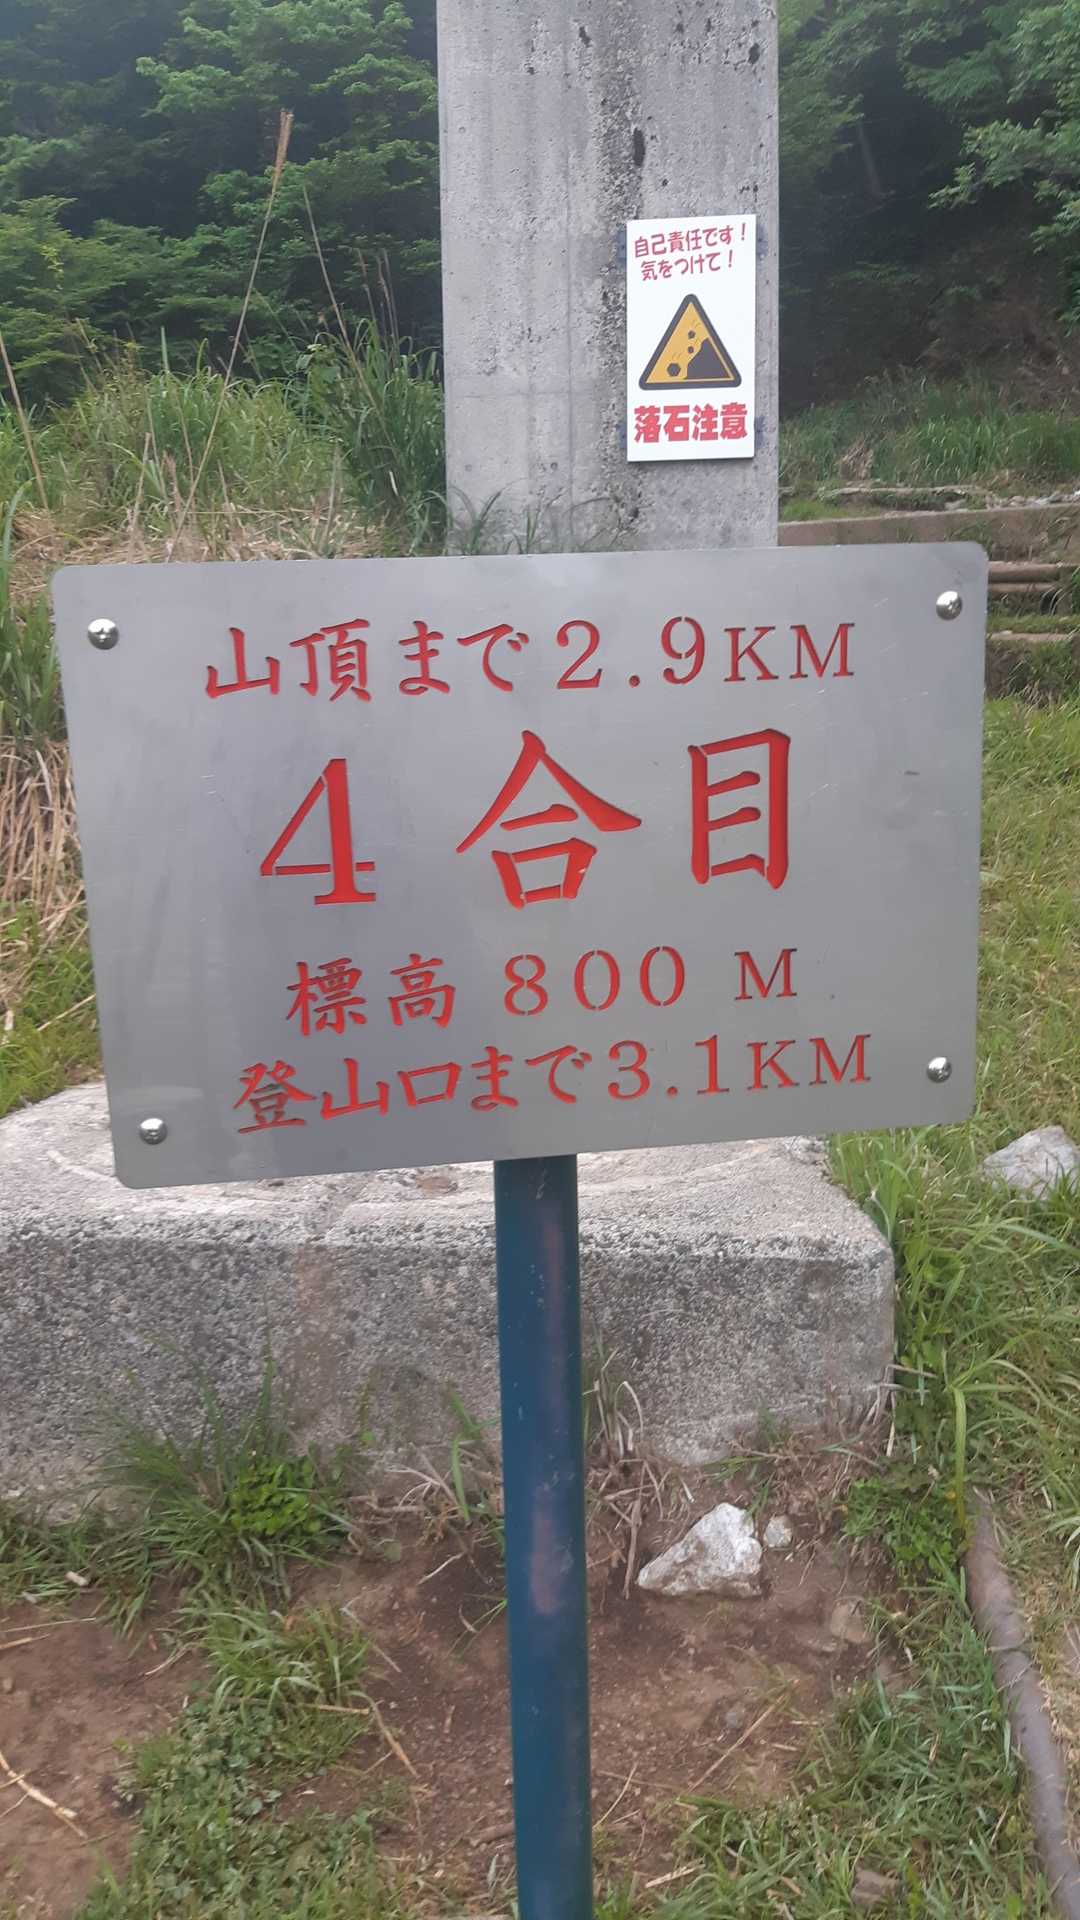 自己責任です!
気をつけて!
落石注意
山頂まで2.9KM
4合目
標高 800 M
登山口まで3.1KM